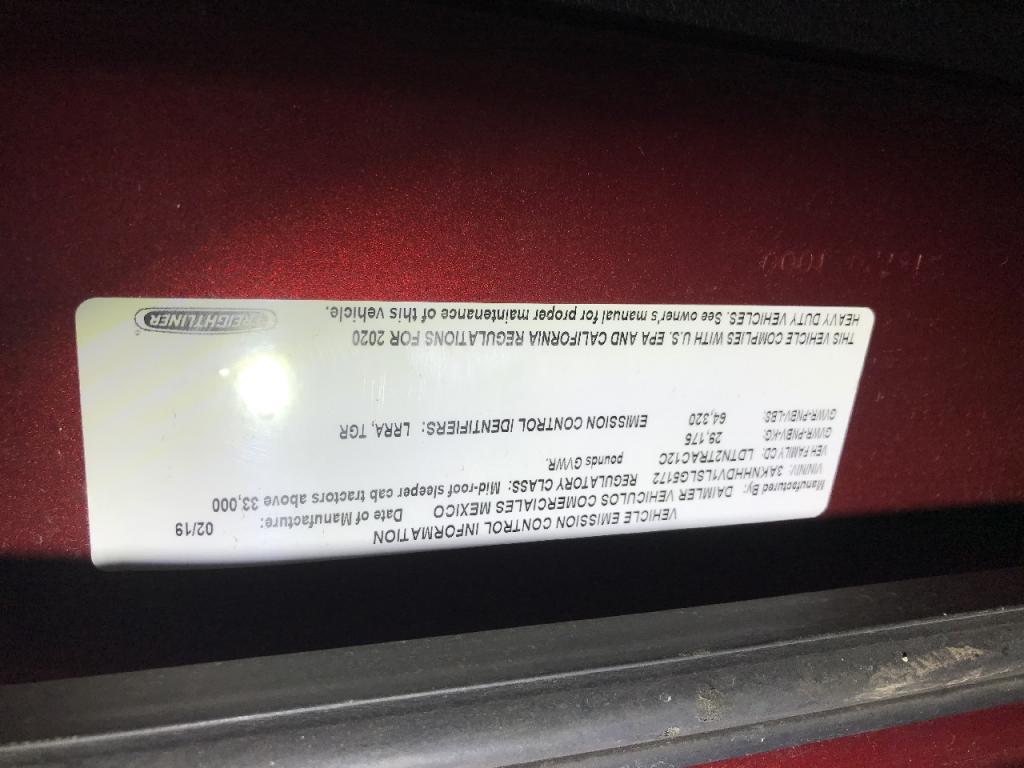 VEHICLE EMISSION CONTROL INFORMATION
Manufactured By: DAIMLER VEHICULOS COMERCIALES MEXICO Date of Manufacture: 02/19
VIN/NIV: 3AKNHHDV1LSLG5172 REGULATORY CLASS: Mid-roof sleeper cab tractors above 33,000
VEH FAMILY CD: LDTN2TRAC12C pounds GVWR.
GVWR-PNBV-KG: 29,175
GVWR-PNBV-LBS: 64,320 EMISSION CONTROL IDENTIFIERS: LRRA, TGR
THIS VEHICLE COMPLIES WITH U.S. EPA AND CALIFORNIA REGULATIONS FOR 2020
HEAVY DUTY VEHICLES. See owner's manual for proper maintenance of this vehicle.
FREIGHTLINER